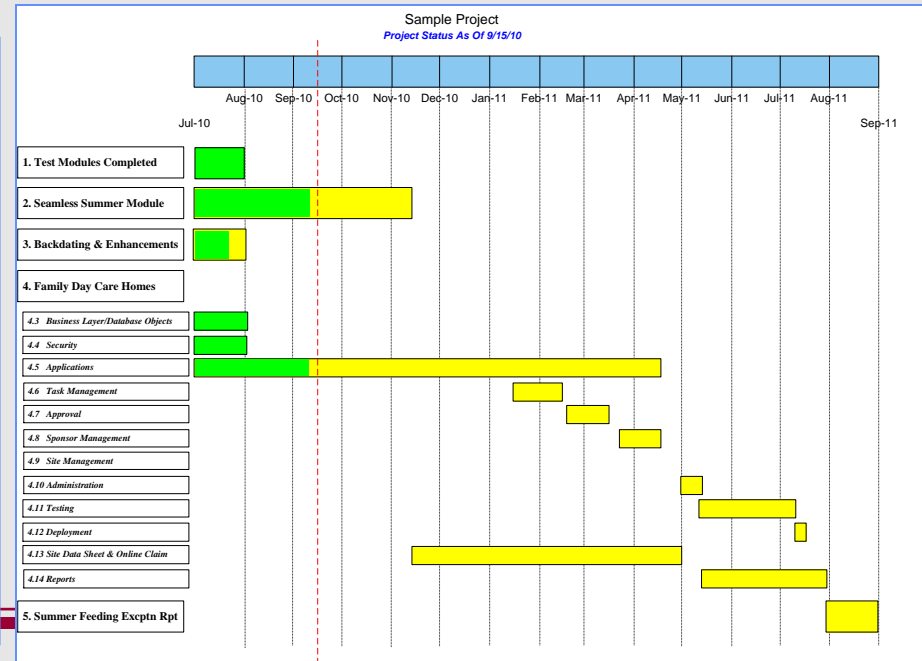 Sample Project
Project Status As Of 9/15/10
Aug-10 Sep-10 Oct-10 Nov-10 Dec-10 Jan-11 Feb-11 Mar-11 Apr-11 May-11 Jun-11 Jul-11 Aug-11
Jul-10 Sep-11
1. Test Modules Completed
2. Seamless Summer Module
3. Backdating & Enhancements
4. Family Day Care Homes
4.3 Business Layer/Database Objects
4.4 Security
4.5 Applications
4.6 Task Management
4.7 Approval
4.8 Sponsor Management
4.9 Site Management
4.10 Administration
4.11 Testing
4.12 Deployment
4.13 Site Data Sheet & Online Claim
4.14 Reports
5. Summer Feeding Excptn Rpt